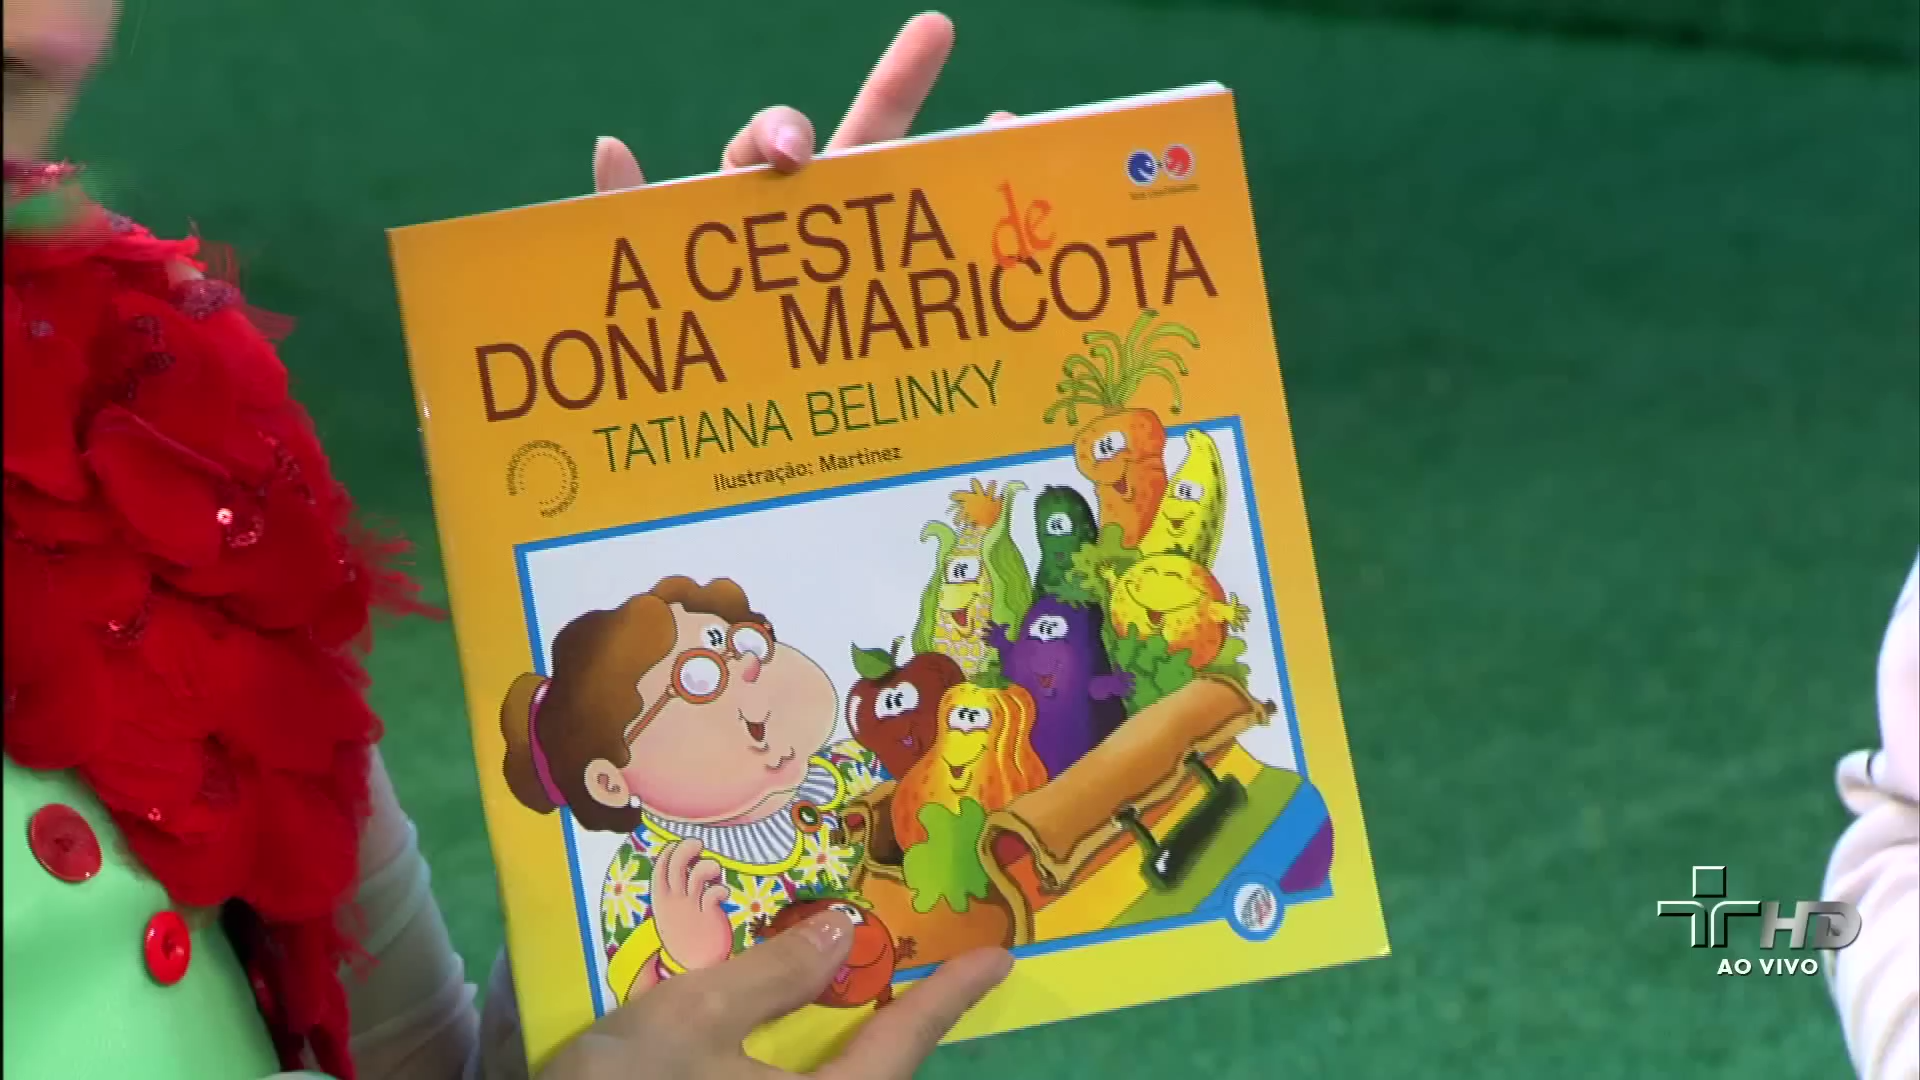 A CESTA de
DONA MARICOTA
TATIANA BELINKY
Ilustração: Martinez
HD
AO VIVO